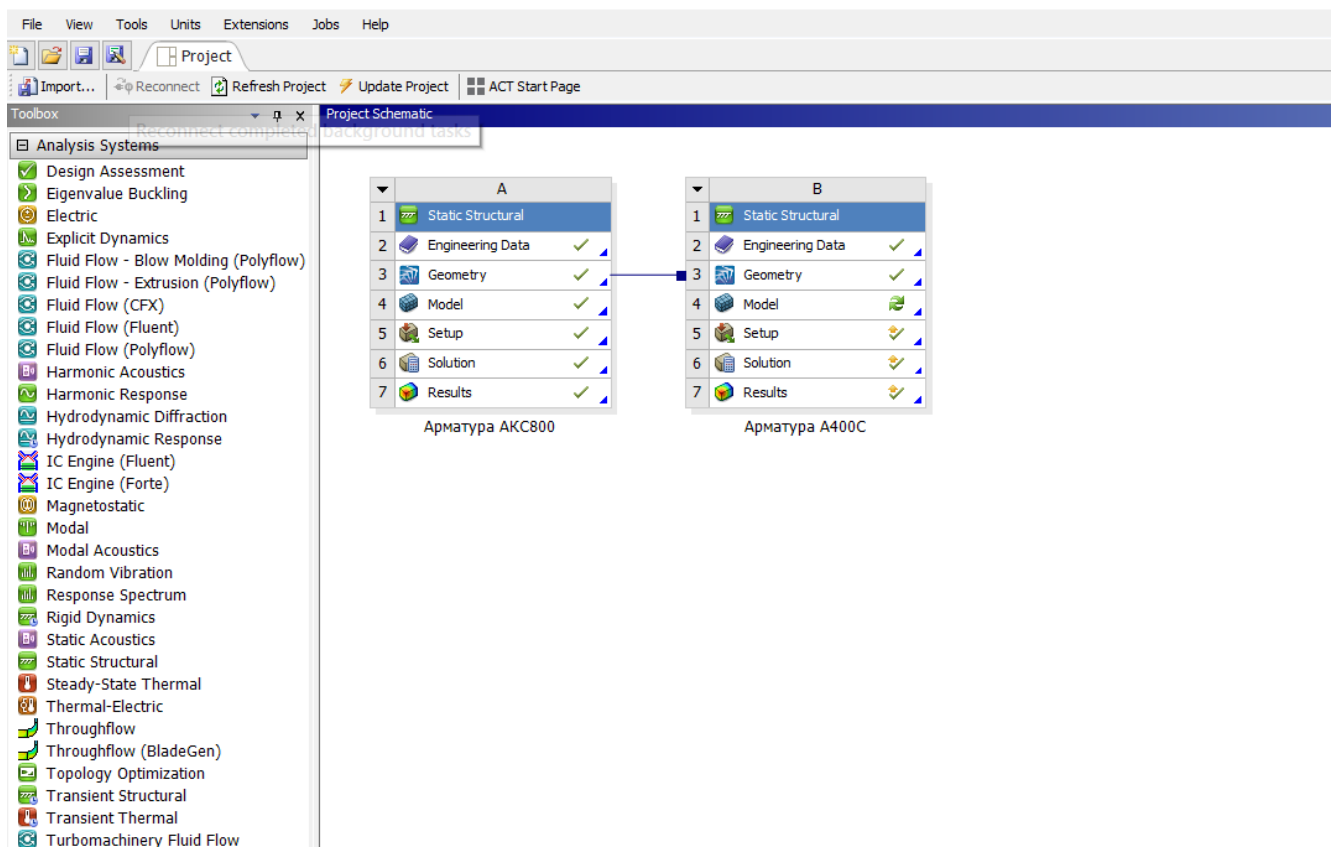 File View Tools Units Extensions Jobs Help
Project
Import... Reconnect Refresh Project Update Project ACT Start Page
Toolbox
Project Schematic
Reconnect completed background tasks
Analysis Systems
Design Assessment
Eigenvalue Buckling
Electric
Explicit Dynamics
Fluid Flow - Blow Molding (Polyflow)
Fluid Flow - Extrusion (Polyflow)
Fluid Flow (CFX)
Fluid Flow (Fluent)
Fluid Flow (Polyflow)
Harmonic Acoustics
Harmonic Response
Hydrodynamic Diffraction
Hydrodynamic Response
IC Engine (Fluent)
IC Engine (Forte)
Magnetostatic
Modal
Modal Acoustics
Random Vibration
Response Spectrum
Rigid Dynamics
Static Acoustics
Static Structural
Steady-State Thermal
Thermal-Electric
Throughflow
Throughflow (BladeGen)
Topology Optimization
Transient Structural
Transient Thermal
Turbomachinery Fluid Flow
A
1 Static Structural
2 Engineering Data
3 Geometry
4 Model
5 Setup
6 Solution
7 Results
Арматура АКС800
B
1 Static Structural
2 Engineering Data
3 Geometry
4 Model
5 Setup
6 Solution
7 Results
Арматура А400С